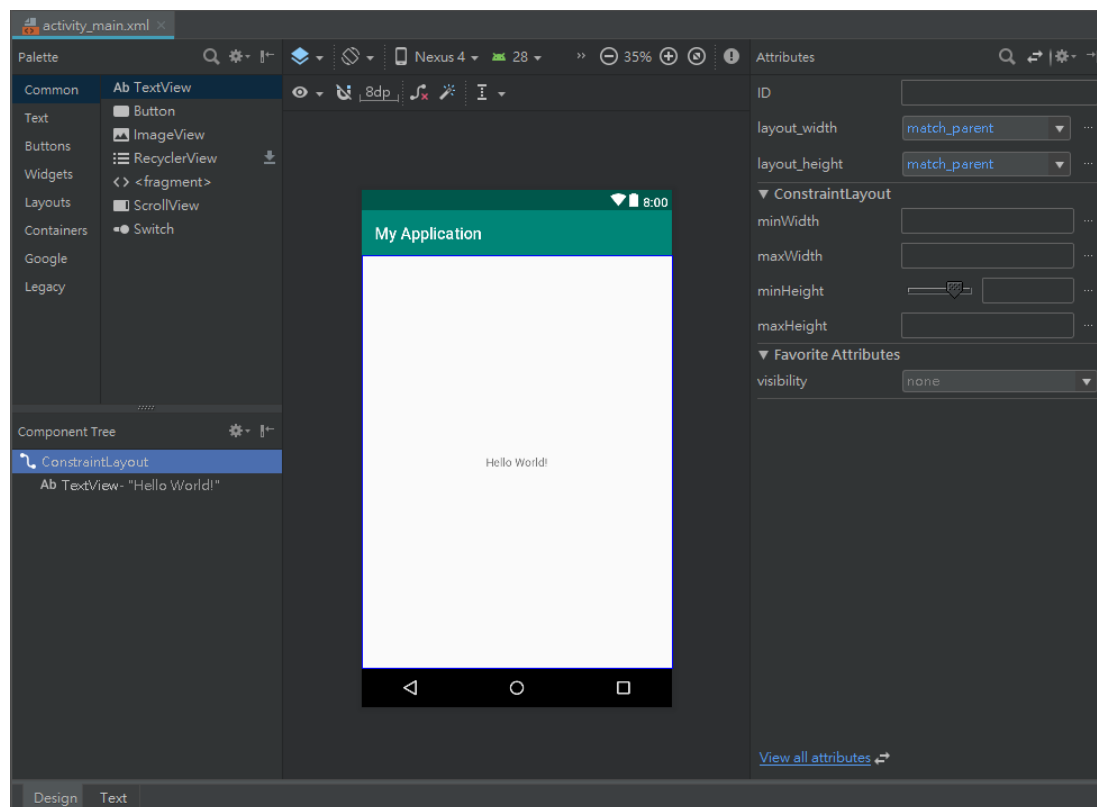 activity_main.xml
Palette
Common
Text
Buttons
Widgets
Layouts
Containers
Google
Legacy
Ab TextView
Button
ImageView
RecyclerView
<> <fragment>
ScrollView
Switch
Component Tree
ConstraintLayout
Ab TextView- "Hello World!"
Nexus 4
28
35%
8dp
8:00
My Application
Hello World!
Attributes
ID
layout_width match_parent
layout_height match_parent
ConstraintLayout
minWidth
maxWidth
minHeight
maxHeight
Favorite Attributes
visibility none
View all attributes
Design Text